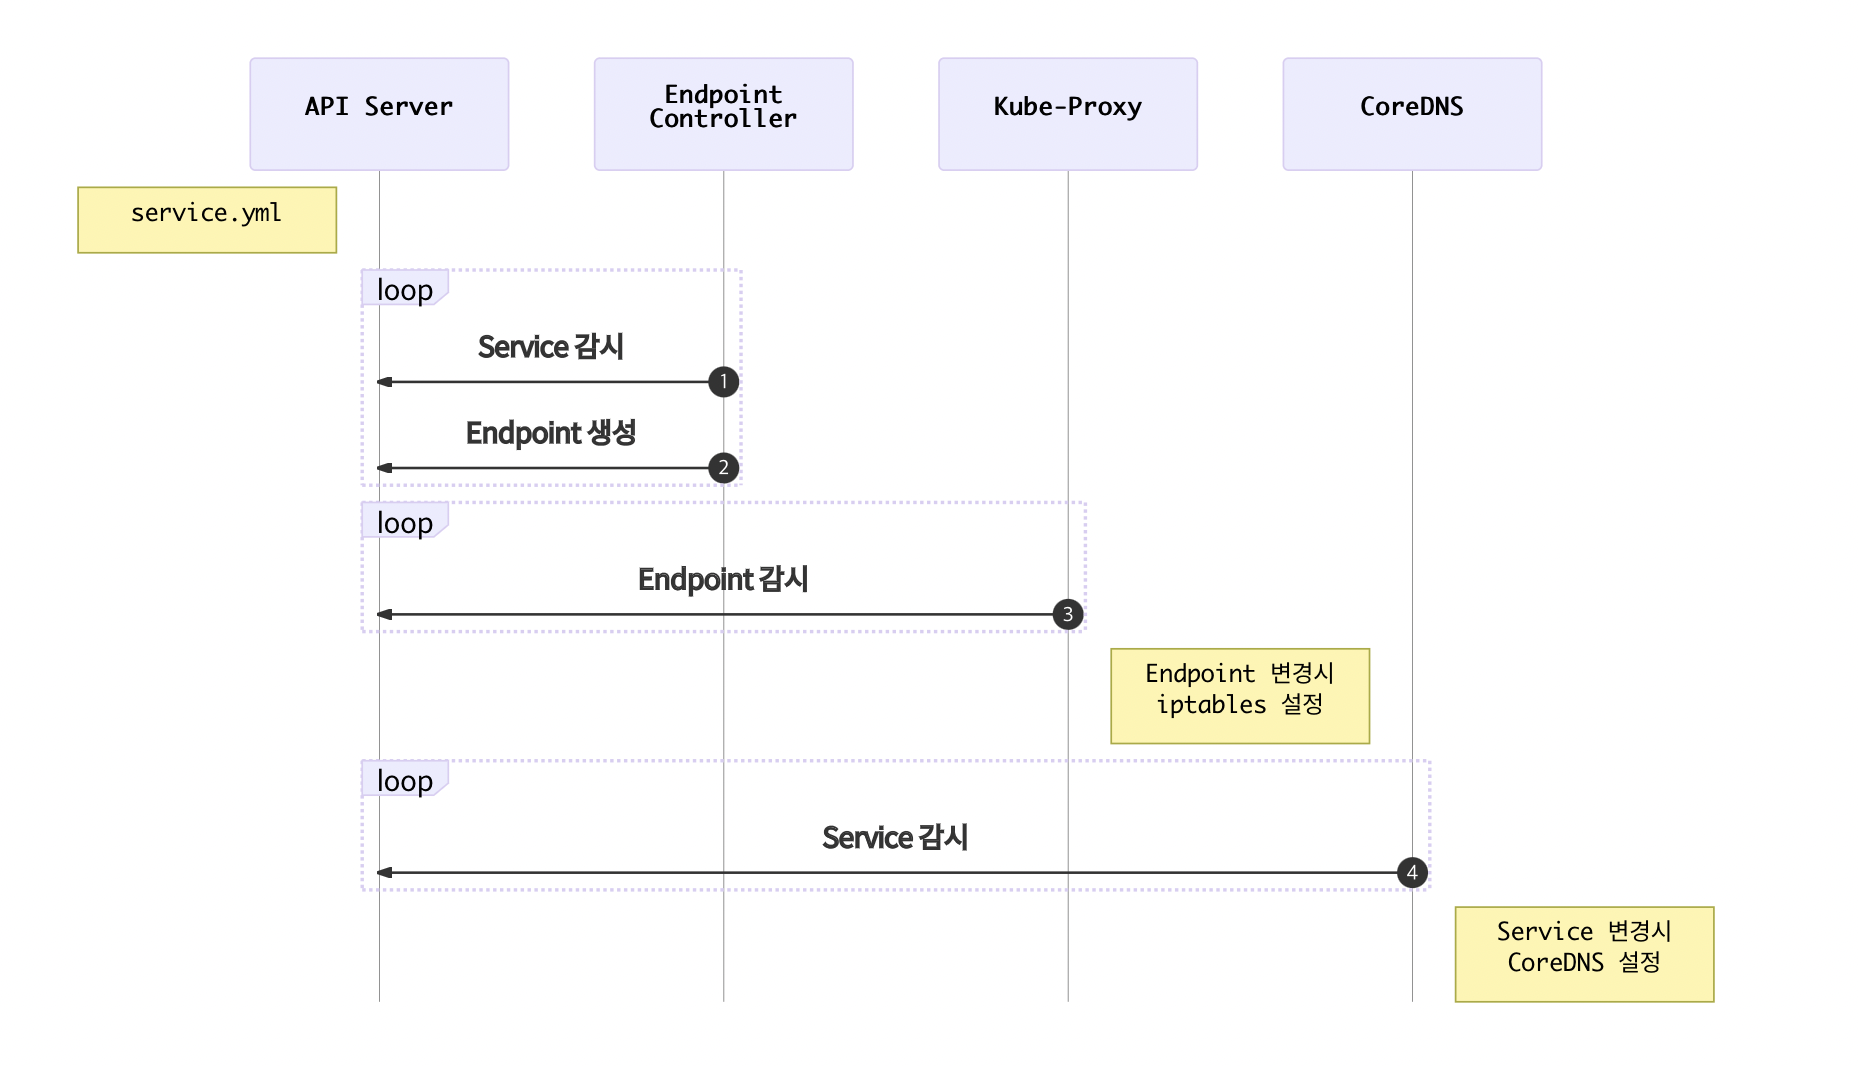 API Server
Endpoint
Controller
Kube-Proxy
CoreDNS
service.yml
loop
Service 감시
1
Endpoint 생성
2
loop
Endpoint 감시
3
Endpoint 변경시
iptables 설정
loop
Service 감시
4
Service 변경시
CoreDNS 설정